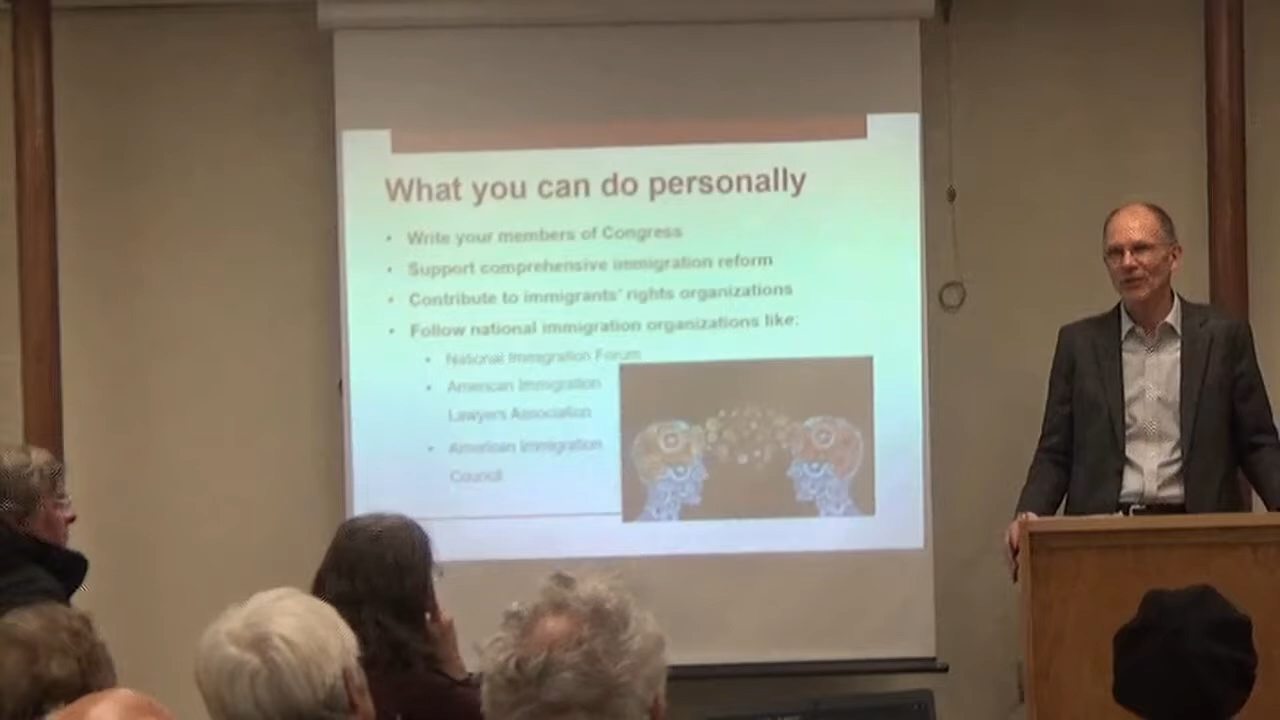 What you can do personally
• Write your members of Congress
• Support comprehensive immigration reform
• Contribute to immigrants' rights organizations
• Follow national immigration organizations like:
• National Immigration Forum
• American Immigration
Lawyers Association
• American Immigration
Council